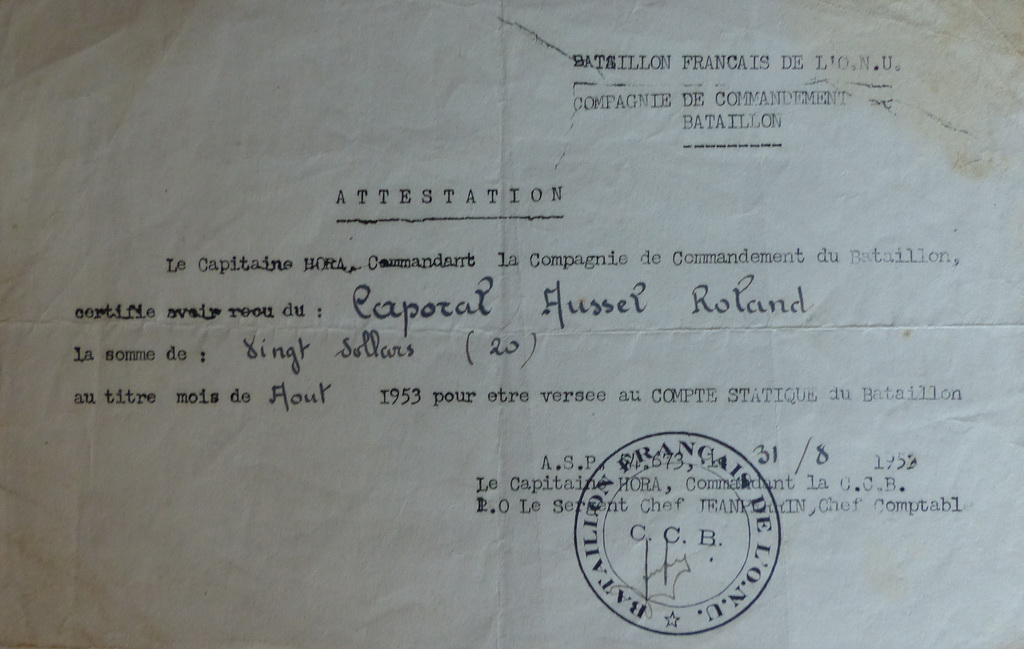 BATAILLON FRANCAIS DE L'O.N.U.
COMPAGNIE DE COMMANDEMENT
BATAILLON
ATTESTATION
Le Capitaine HORA, Commandant la Compagnie de Commandement du Bataillon,
certifie avoir recu du : Caporal Aussel Roland
la somme de : Vingt dollars (20)
au titre mois de Aout 1953 pour etre versee au COMPTE STATIQUE du Bataillon
A.S.P. 31/8 1953
Le Capitaine HORA, Commandant la C.C.B.
P.O Le Sergent Chef Chef Comptabl
BATAILLON FRANÇAIS DE L'O.N.U.
C. C. B.